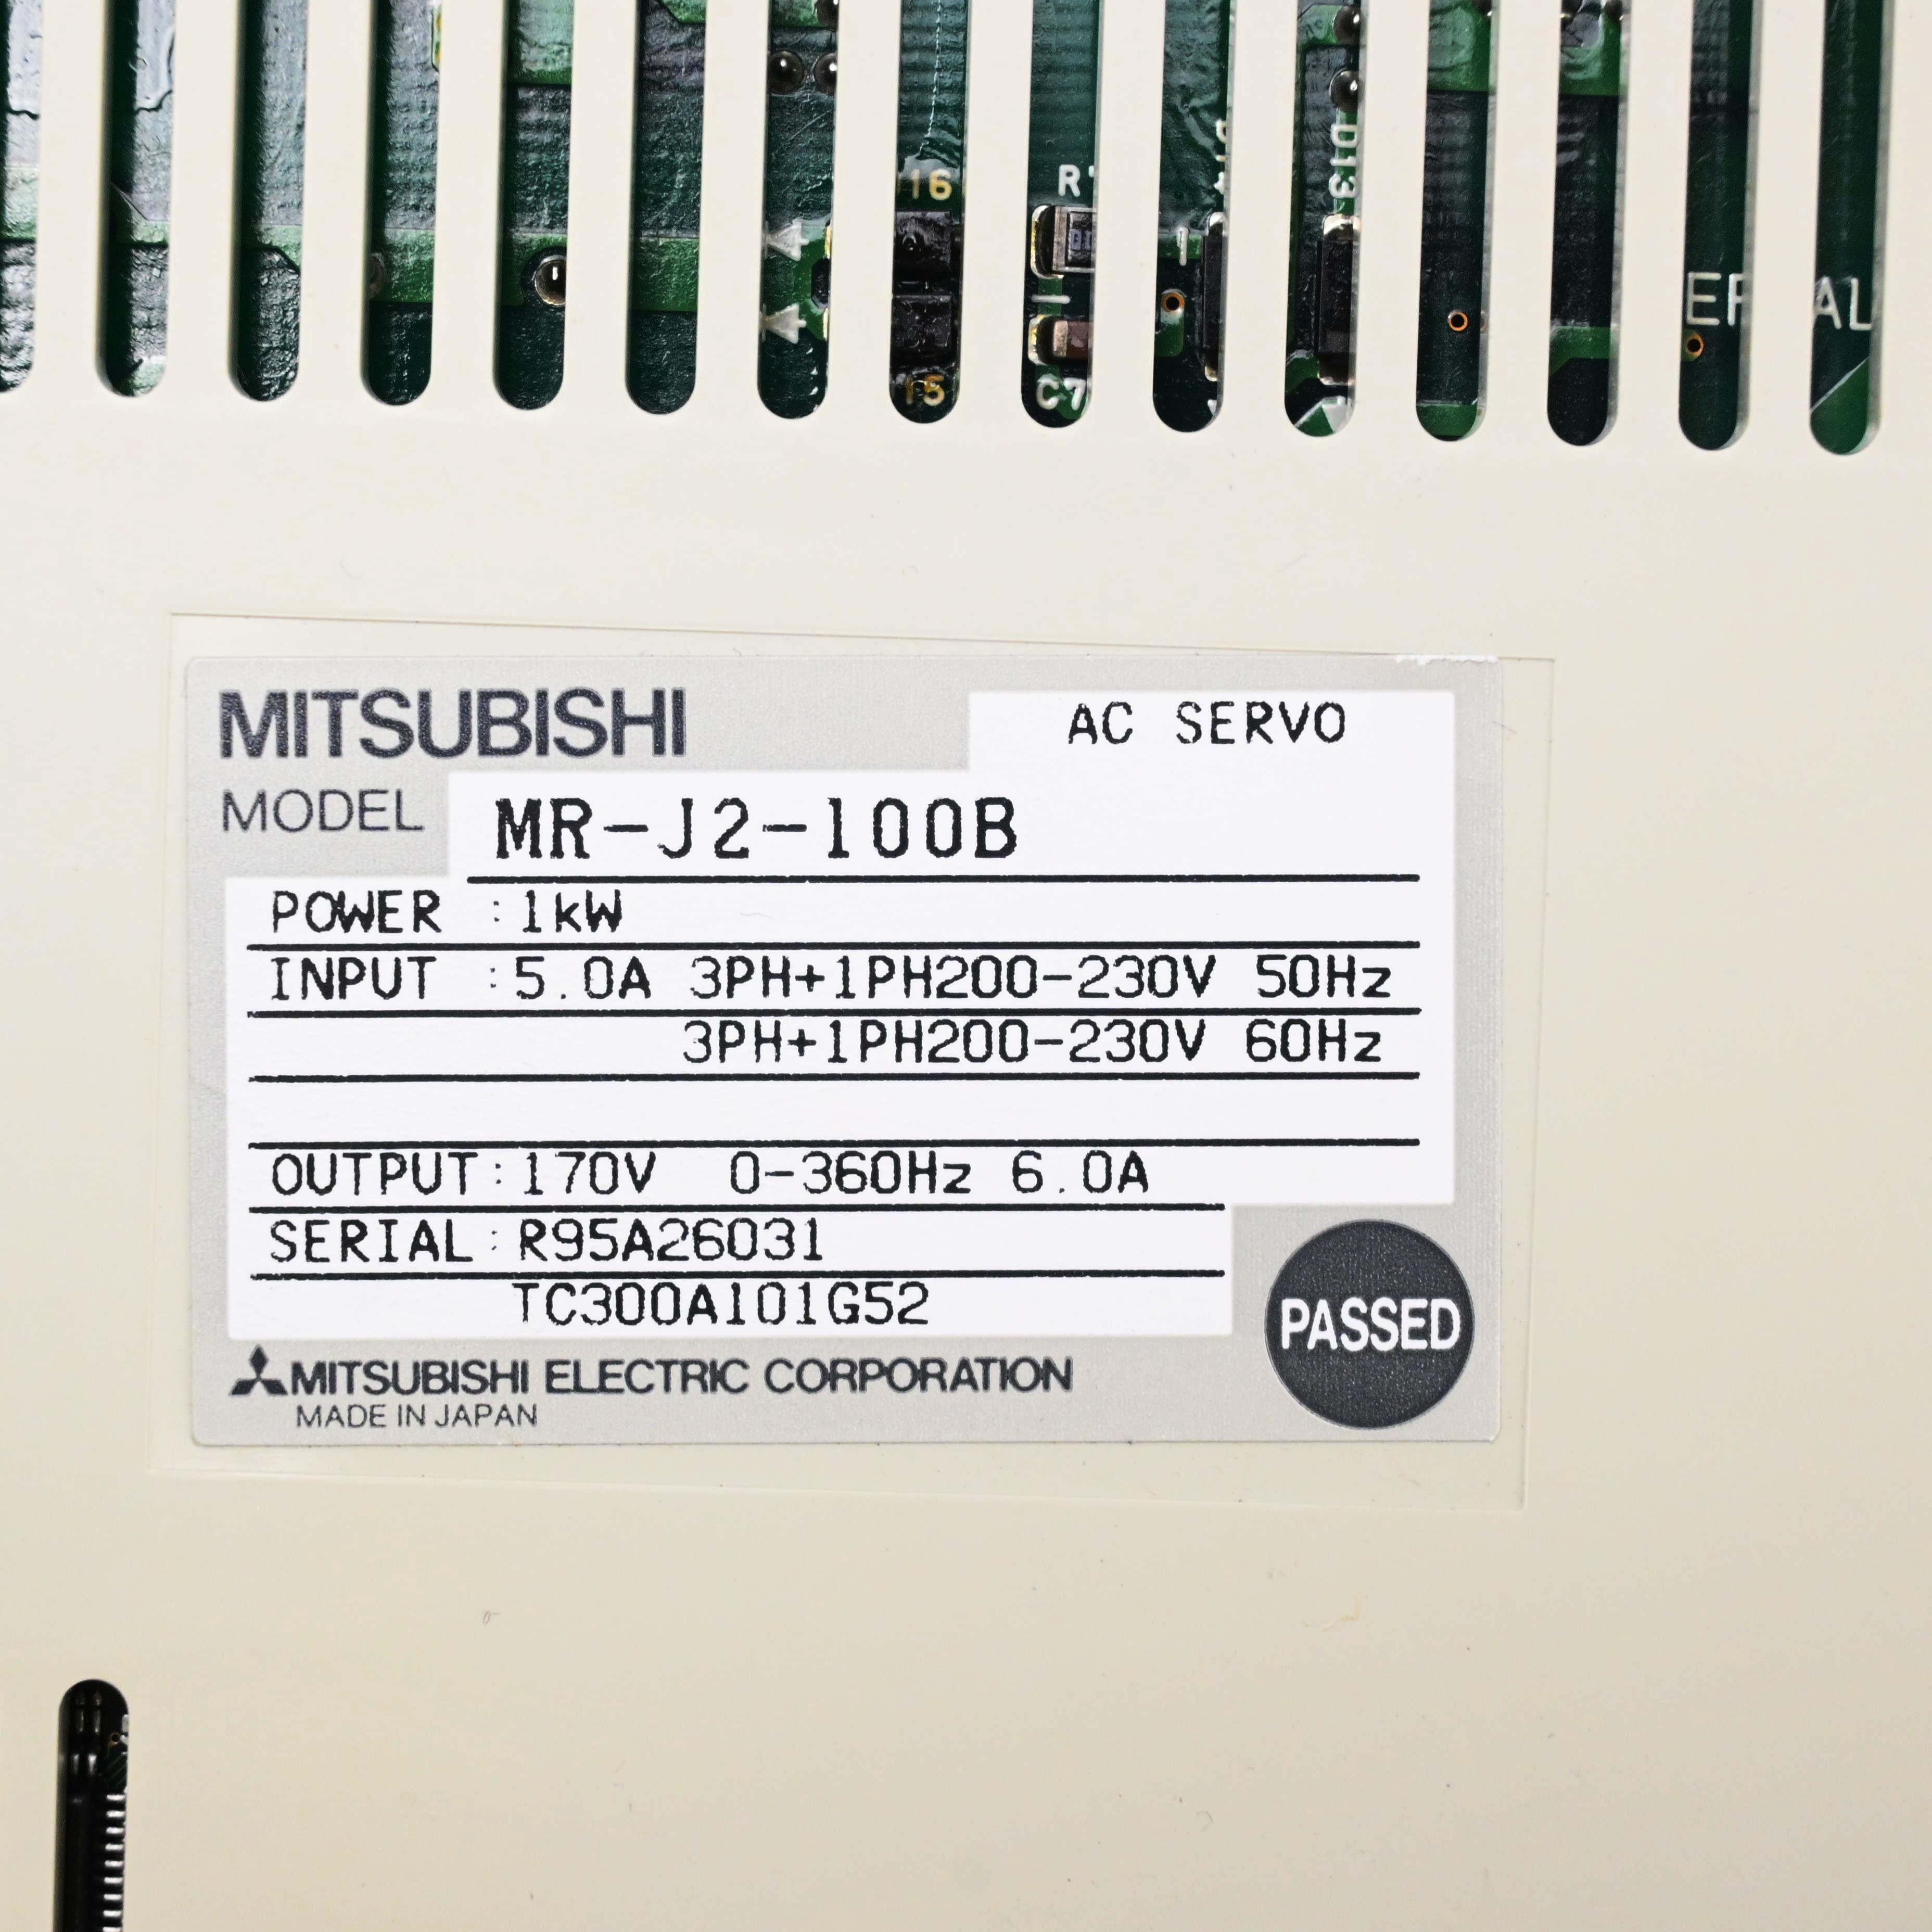 16
D13
15
C7
MITSUBISHI
AC SERVO
MODEL MR-J2-100B
POWER :1kW
INPUT :5.0A 3PH+1PH200-230V 50Hz
3PH+1PH200-230V 60Hz
OUTPUT:170V 0-360Hz 6.0A
SERIAL:R95A26031
TC300A101G52
PASSED
MITSUBISHI ELECTRIC CORPORATION
MADE IN JAPAN